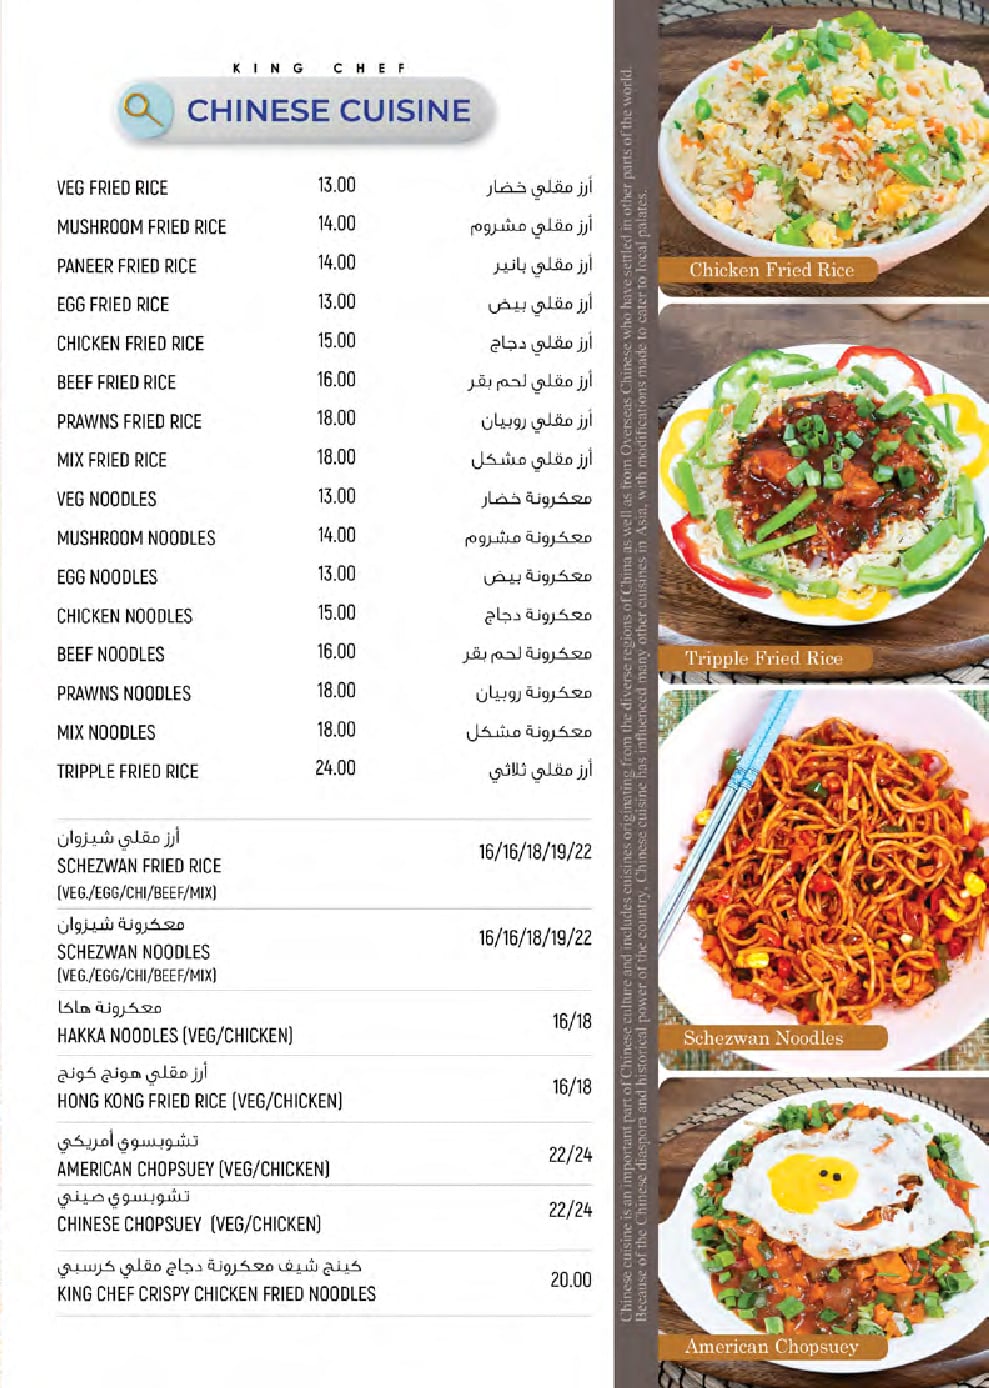 KING CHEF
CHINESE CUISINE
VEG FRIED RICE 13.00 أرز مقلي خضار
MUSHROOM FRIED RICE 14.00 أرز مقلي مشروم
PANEER FRIED RICE 14.00 أرز مقلي بانير
EGG FRIED RICE 13.00 أرز مقلي بيض
CHICKEN FRIED RICE 15.00 أرز مقلي دجاج
BEEF FRIED RICE 16.00 أرز مقلي لحم بقر
PRAWNS FRIED RICE 18.00 أرز مقلي روبيان
MIX FRIED RICE 18.00 أرز مقلي مشكل
VEG NOODLES 13.00 معكرونة خضار
MUSHROOM NOODLES 14.00 معكرونة مشروم
EGG NOODLES 13.00 معكرونة بيض
CHICKEN NOODLES 15.00 معكرونة دجاج
BEEF NOODLES 16.00 معكرونة لحم بقر
PRAWNS NOODLES 18.00 معكرونة روبيان
MIX NOODLES 18.00 معكرونة مشكل
TRIPPLE FRIED RICE 24.00 أرز مقلي ثلاثي
أرز مقلي شيزوان
SCHEZWAN FRIED RICE 16/16/18/19/22
(VEG./EGG/CHI/BEEF/MIX)
معكرونة شيزوان
SCHEZWAN NOODLES 16/16/18/19/22
(VEG./EGG/CHI/BEEF/MIX)
معكرونة هاكا
HAKKA NOODLES (VEG/CHICKEN) 16/18
أرز مقلي هونج كونج
HONG KONG FRIED RICE (VEG/CHICKEN) 16/18
تشوبسوي أمريكي
AMERICAN CHOPSUEY (VEG/CHICKEN) 22/24
تشوبسوي صيني
CHINESE CHOPSUEY (VEG/CHICKEN) 22/24
كينج شيف معكرونة دجاج مقلي كرسبي
KING CHEF CRISPY CHICKEN FRIED NOODLES 20.00
Chinese cuisine is an important part of Chinese culture and includes cuisines originating from the diverse regions of China as well as from Overseas Chinese who have settled in other parts of the world.
Because of the Chinese diaspora and historical power of the country, Chinese cuisine has influenced many other cuisines in Asia, with modifications made to cater to local palates.
Chicken Fried Rice
Tripple Fried Rice
Schezwan Noodles
American Chopsuey